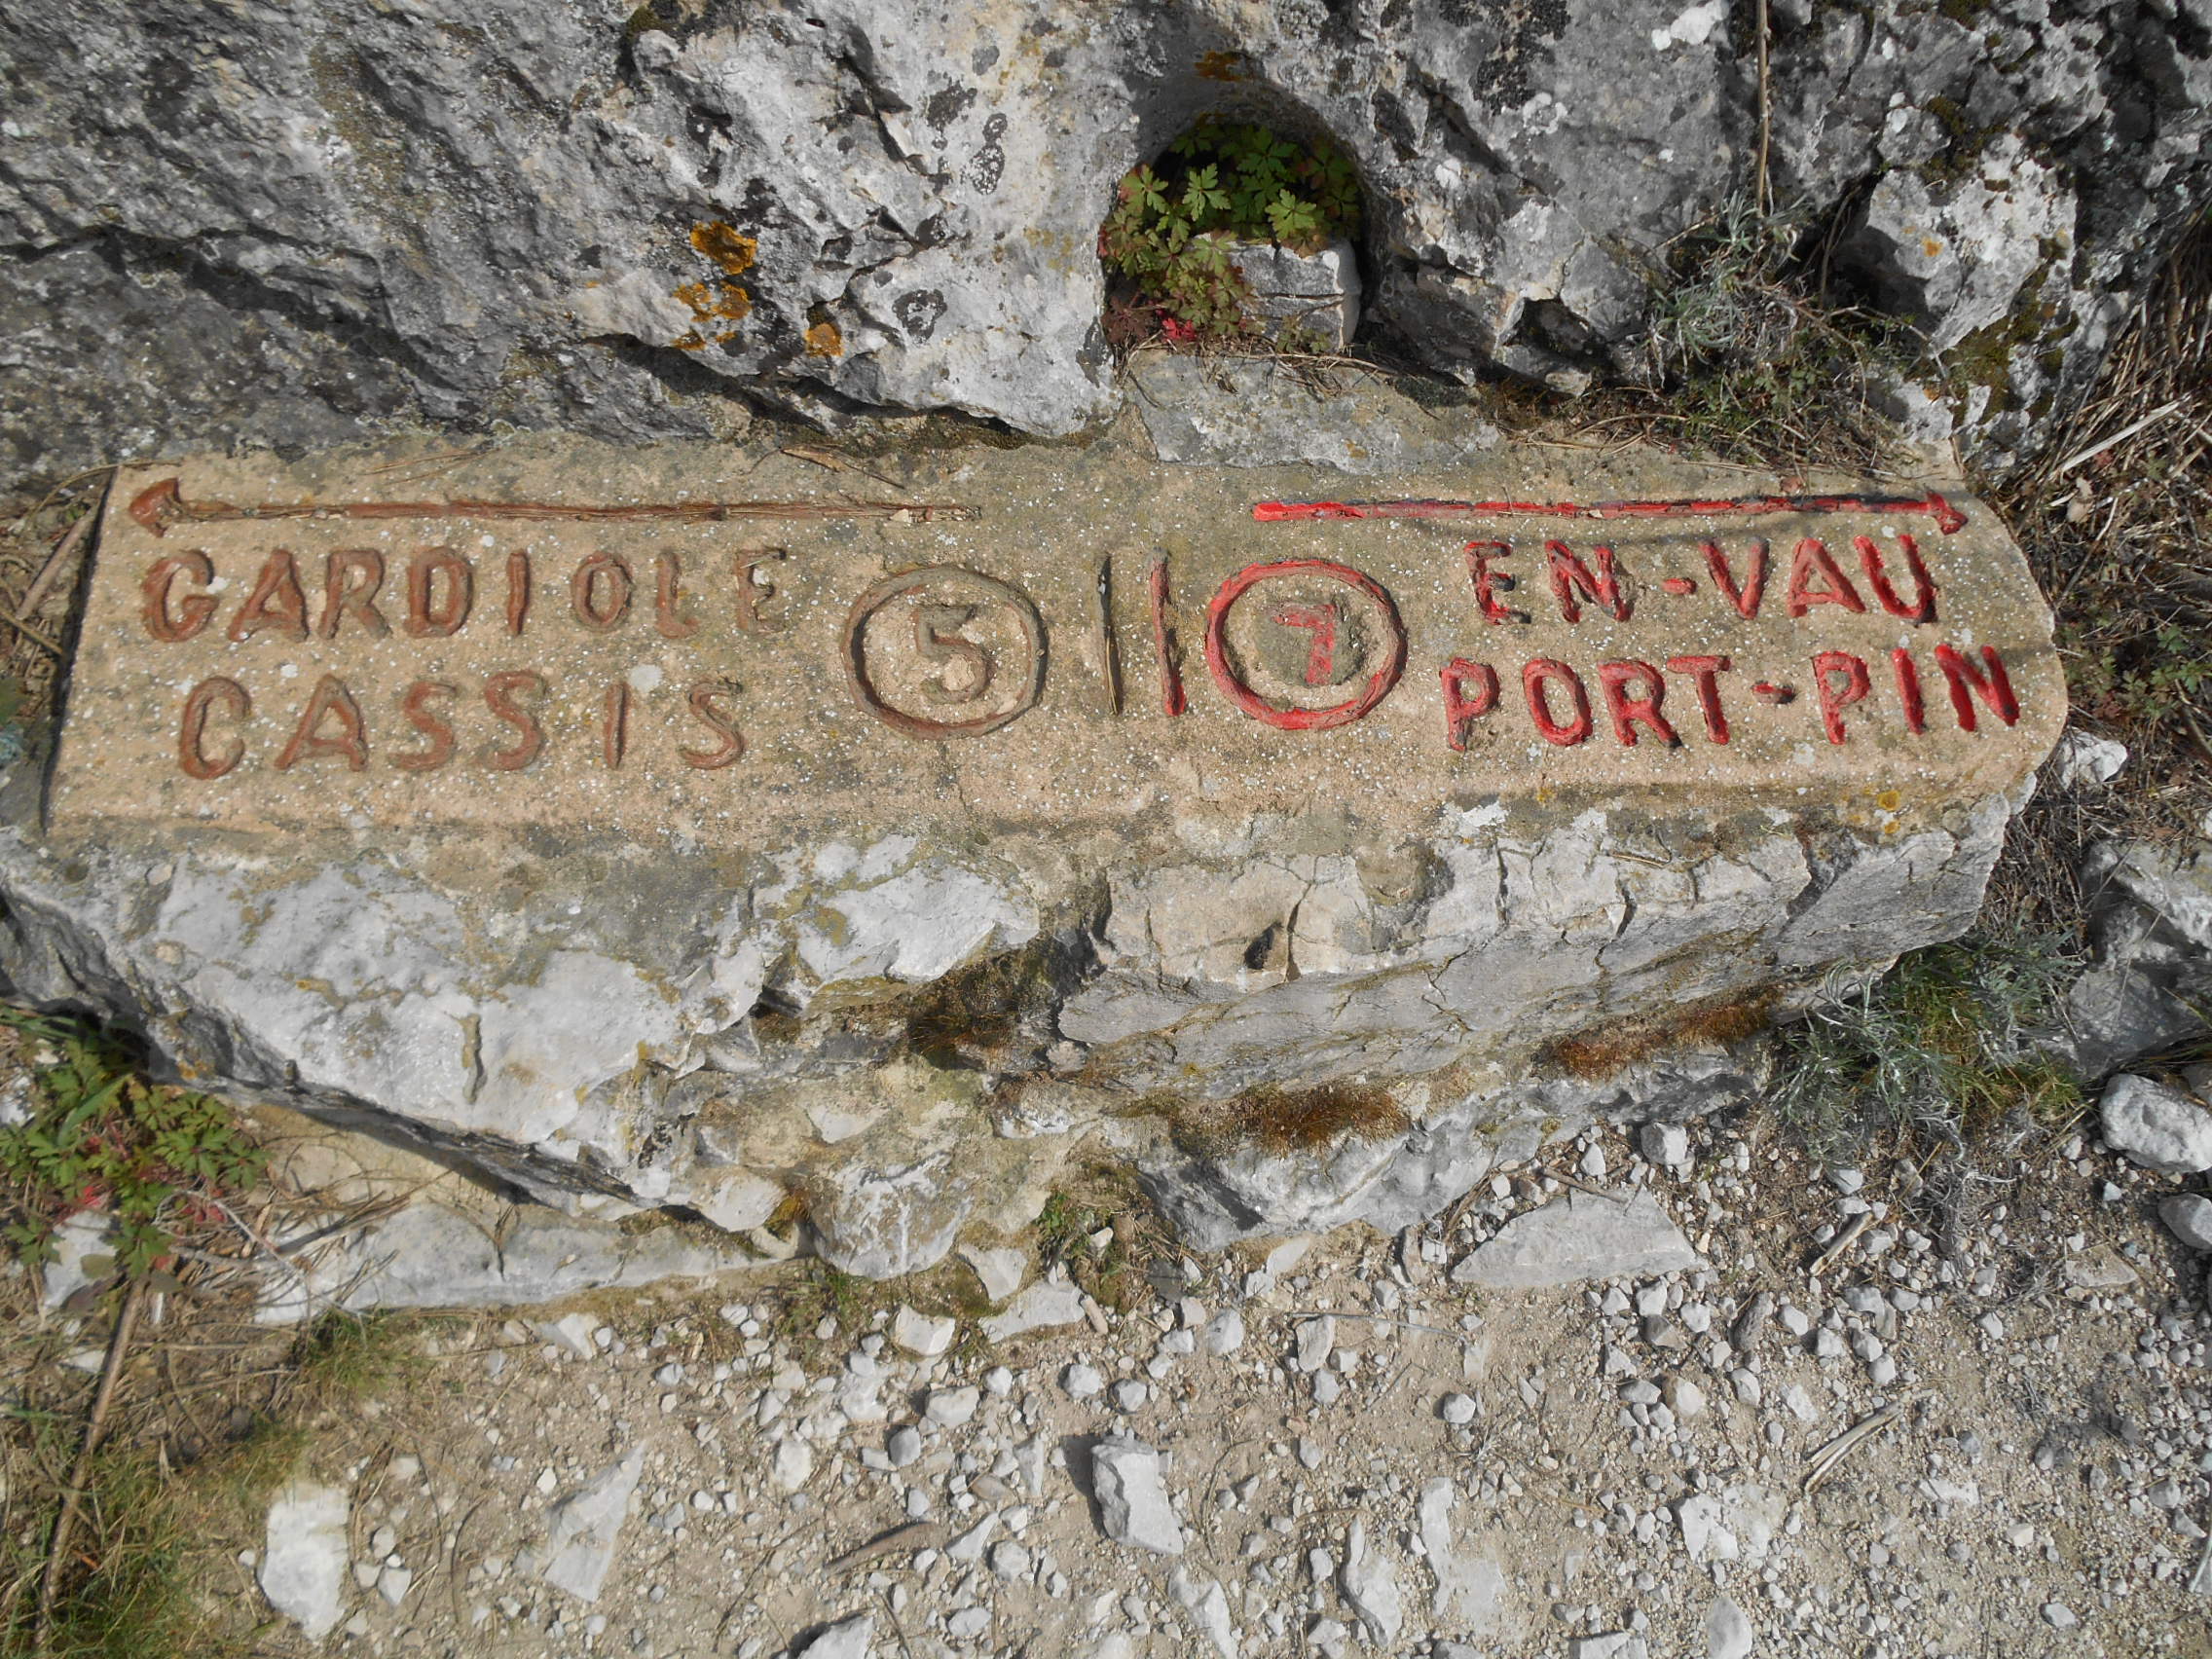 GARDIOLE
CASSIS
5
7
EN-VAU
PORT-PIN